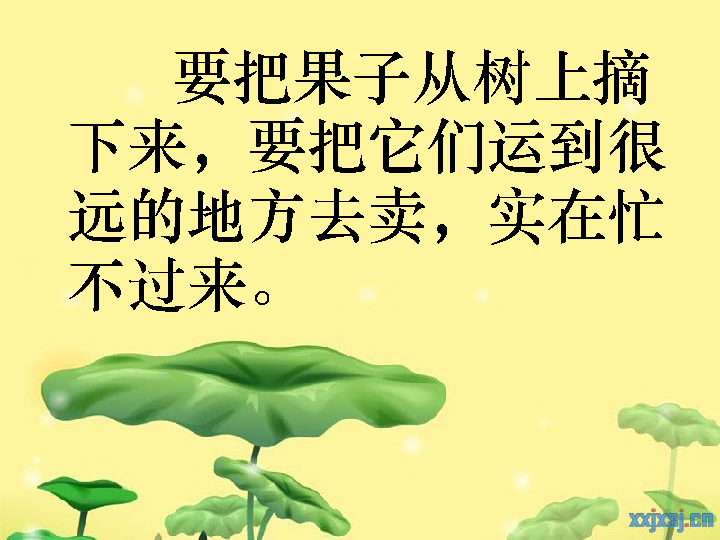 要把果子从树上摘
下来，要把它们运到很
远的地方去卖，实在忙
不过来。
xxjxsj.cn